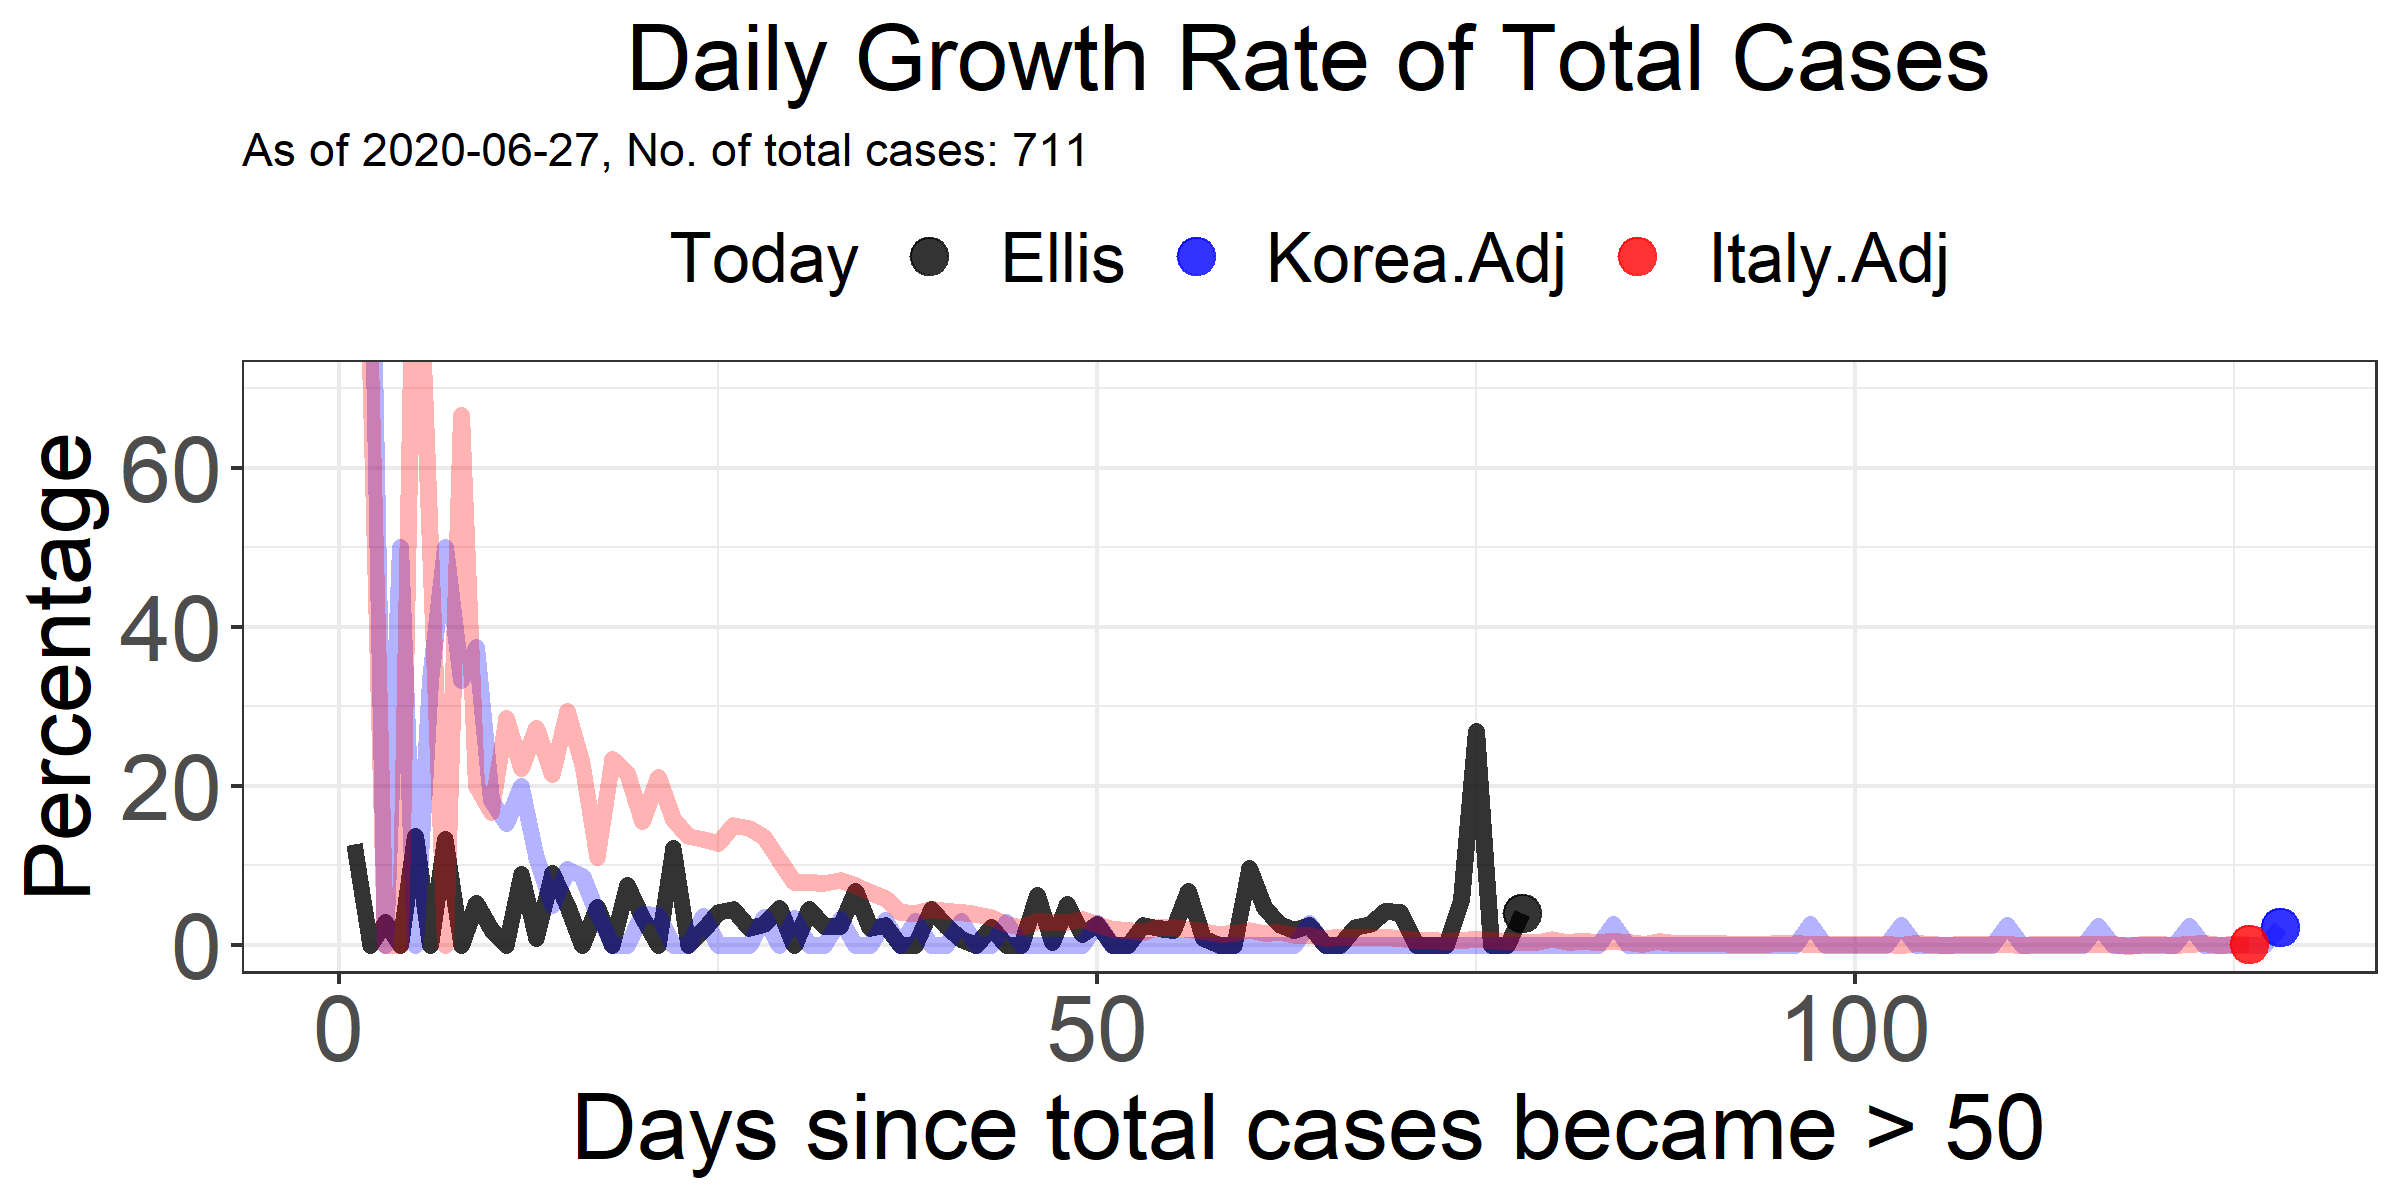 Daily Growth Rate of Total Cases
As of 2020-06-27, No. of total cases: 711
Today Ellis Korea.Adj Italy.Adj
Percentage
60
40
20
0
0 50 100
Days since total cases became > 50